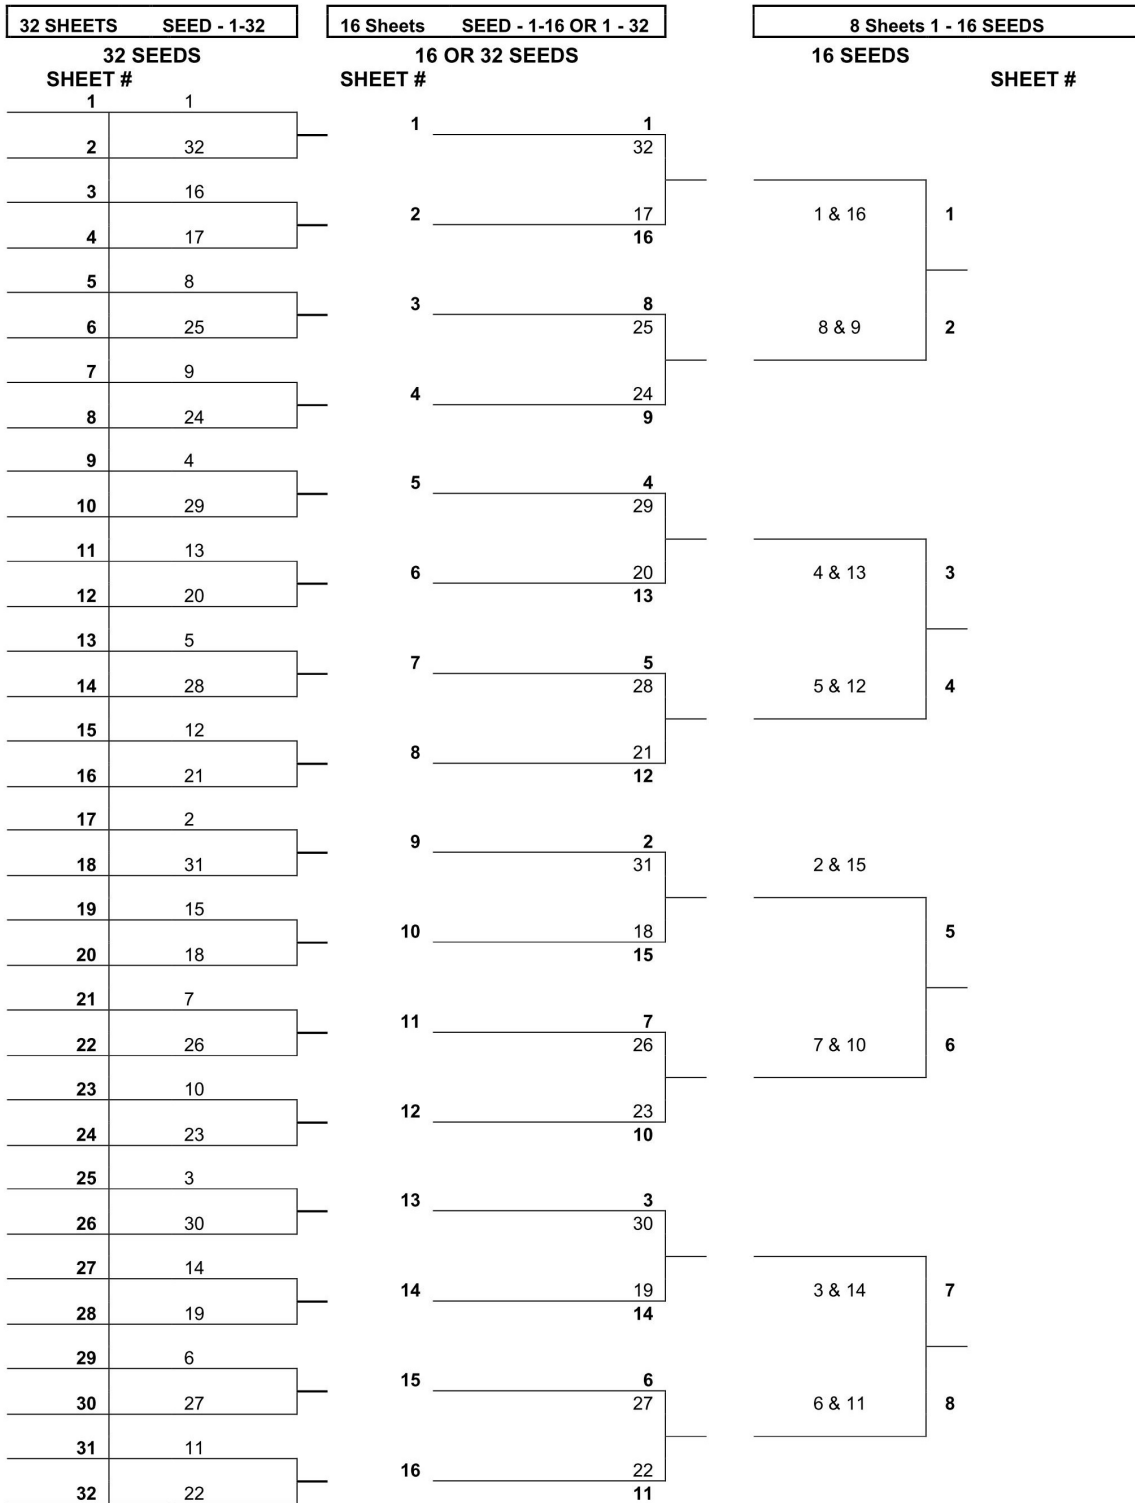 32 SHEETS SEED - 1-32 16 Sheets SEED - 1-16 OR 1 - 32 8 Sheets 1 - 16 SEEDS
32 SEEDS 16 OR 32 SEEDS 16 SEEDS
SHEET # SHEET # SHEET #
1 1
1 1
2 32 32
3 16
2 17 1 & 16 1
4 17 16
5 8
3 8
6 25 25 8 & 9 2
7 9
4 24
8 24 9
9 4
5 4
10 29 29
11 13
6 20 4 & 13 3
12 20 13
13 5
7 5
14 28 28 5 & 12 4
15 12
8 21
16 21 12
17 2
9 2
18 31 31 2 & 15
19 15
10 18 5
20 18 15
21 7
11 7
22 26 26 7 & 10 6
23 10
12 23
24 23 10
25 3
13 3
26 30 30
27 14
14 19 3 & 14 7
28 19 14
29 6
15 6
30 27 27 6 & 11 8
31 11
16 22
32 22 11